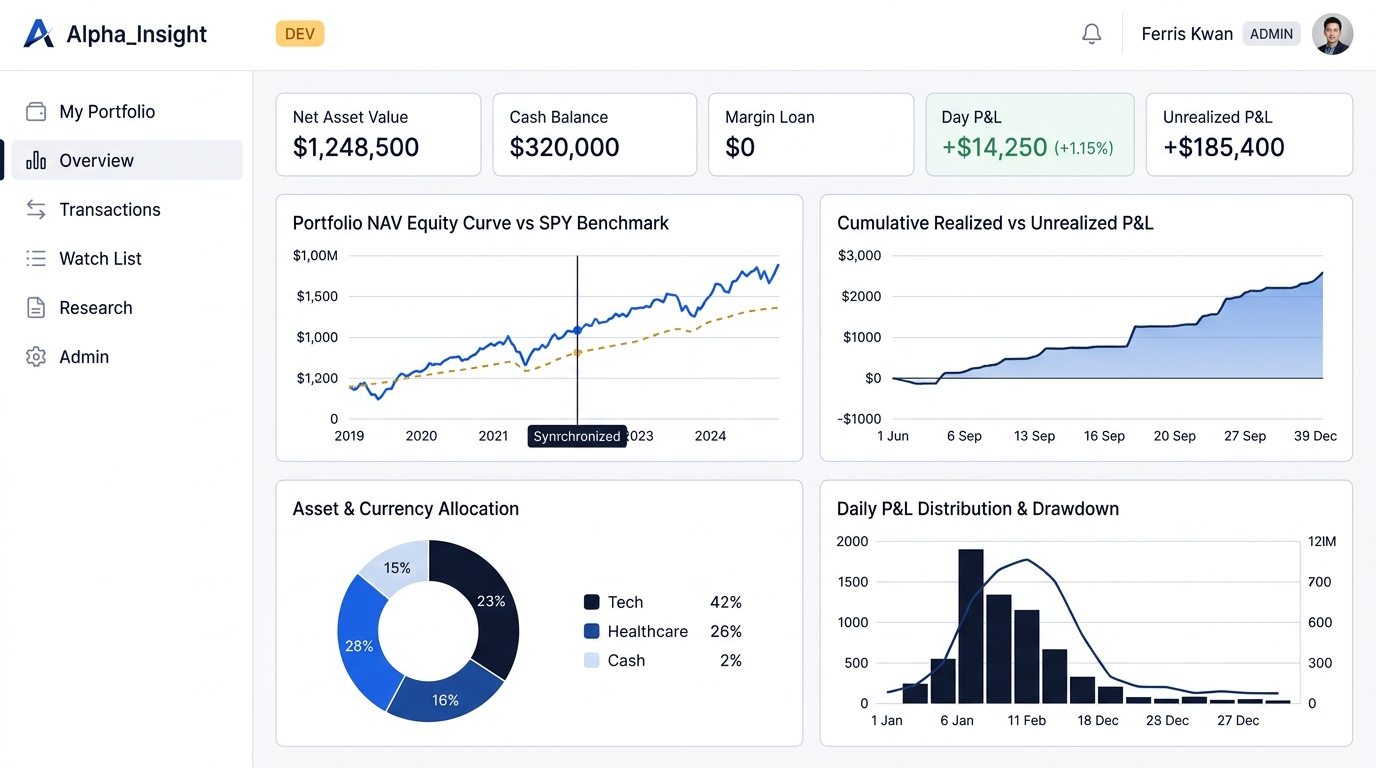 Alpha_Insight
DEV
Ferris Kwan
ADMIN
My Portfolio
Overview
Transactions
Watch List
Research
Admin
Net Asset Value
$1,248,500
Cash Balance
$320,000
Margin Loan
$0
Day P&L
+$14,250 (+1.15%)
Unrealized P&L
+$185,400
Portfolio NAV Equity Curve vs SPY Benchmark
$1,00M
$1,500
$1,000
$1,200
0
2019 2020 2021 2023 2024
Cumulative Realized vs Unrealized P&L
$3,000
$2000
$1000
$0
-$1000
1 Jun 6 Sep 13 Sep 16 Sep 20 Sep 27 Sep 39 Dec
Asset & Currency Allocation
15%
23%
28%
16%
Tech 42%
Healthcare 26%
Cash 2%
Daily P&L Distribution & Drawdown
2000
1500
1000
500
0
12IM
700
600
300
0
1 Jan 6 Jan 11 Feb 18 Dec 23 Dec 27 Dec